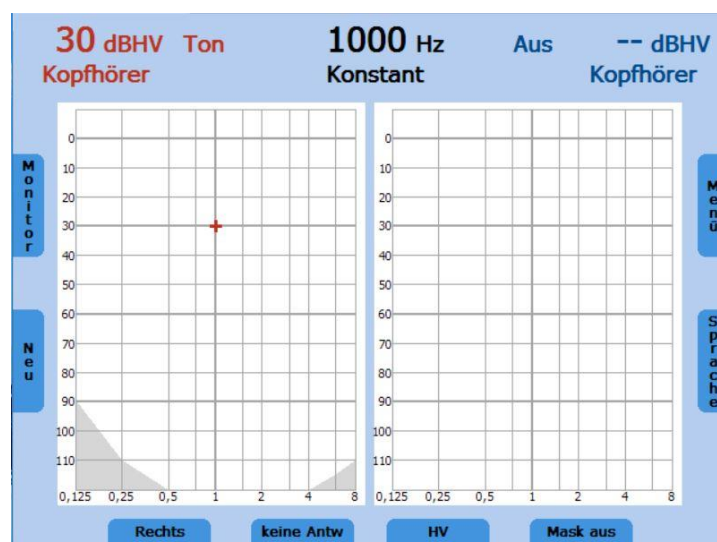 30 dBHV Ton 1000 Hz Aus -- dBHV
Kopfhörer Konstant Kopfhörer
Monitor
Neu
0
10
20
30
40
50
60
70
80
90
100
110
0,125 0,25 0,5 1 2 4 8
0
10
20
30
40
50
60
70
80
90
100
110
0,125 0,25 0,5 1 2 4 8
Menü
Sprache
Rechts keine Antw HV Mask aus